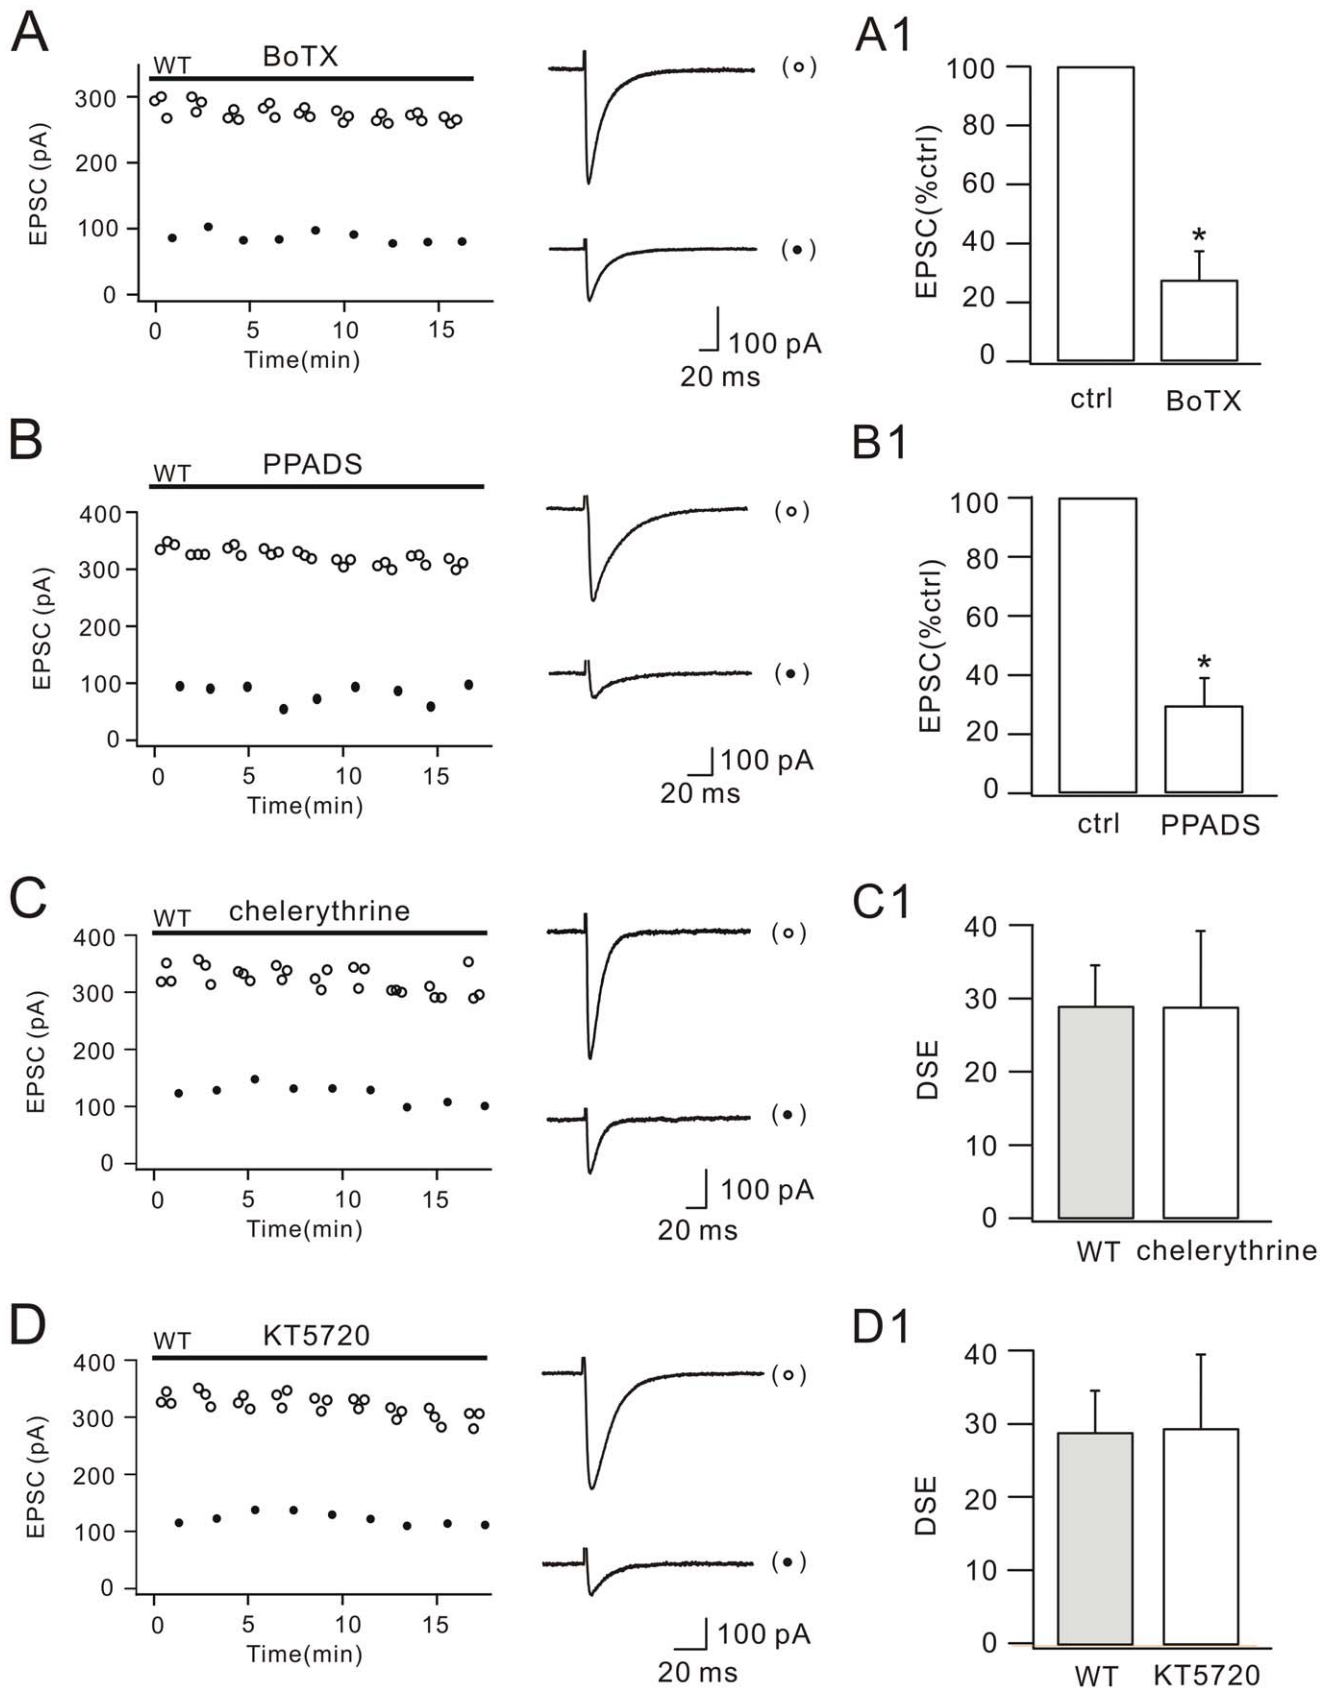 A
WT
BoTX
EPSC (pA)
300
200
100
0
0 5 10 15
Time(min)
(○)
(●)
100 pA
20 ms
A1
EPSC(%ctrl)
100
80
60
40
20
0
*
ctrl BoTX
B
WT
PPADS
EPSC (pA)
400
300
200
100
0
0 5 10 15
Time(min)
(○)
(●)
100 pA
20 ms
B1
EPSC(%ctrl)
100
80
60
40
20
0
*
ctrl PPADS
C
WT
chelerythrine
EPSC (pA)
400
300
200
100
0
0 5 10 15
Time(min)
(○)
(●)
100 pA
20 ms
C1
DSE
40
30
20
10
0
WT chelerythrine
D
WT
KT5720
EPSC (pA)
400
300
200
100
0
0 5 10 15
Time(min)
(○)
(●)
100 pA
20 ms
D1
DSE
40
30
20
10
0
WT KT5720